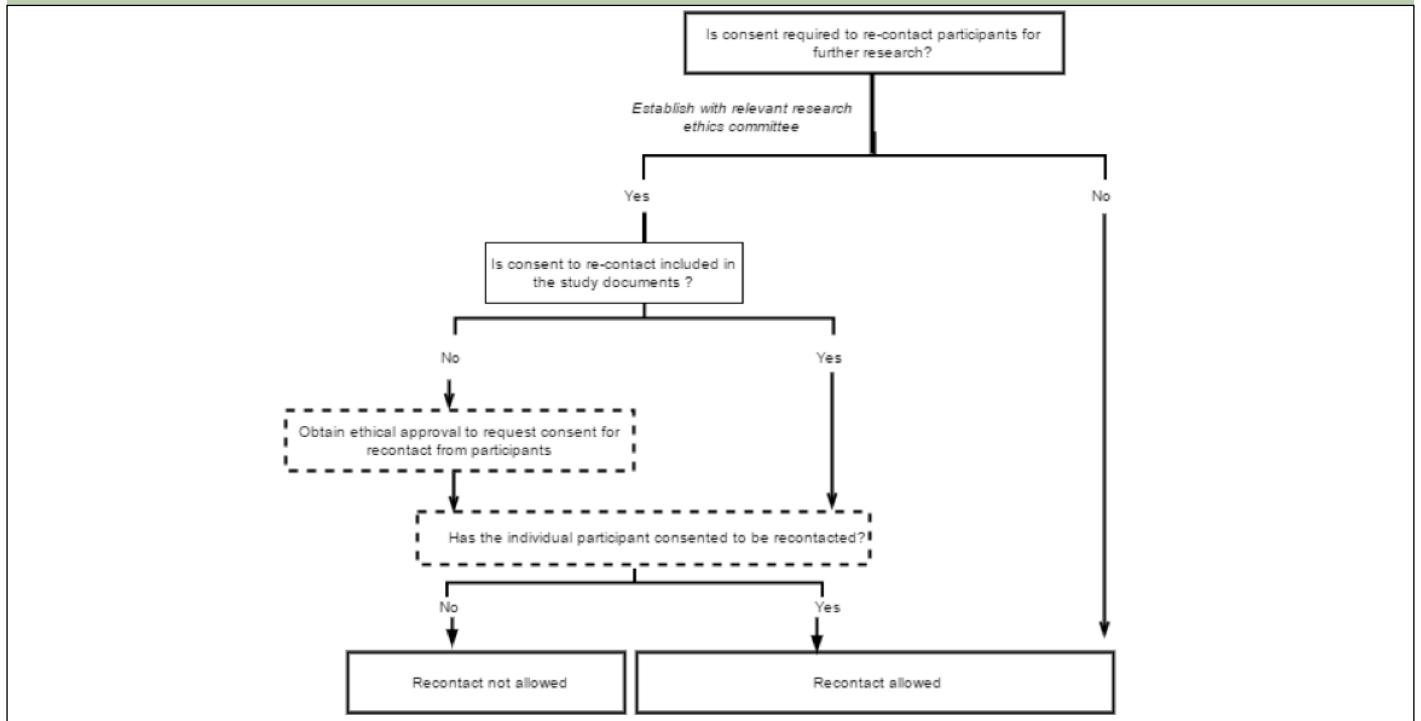 Is consent required to re-contact participants for
further research?
Establish with relevant research
ethics committee
Yes
No
Is consent to re-contact included in
the study documents ?
No
Yes
Obtain ethical approval to request consent for
recontact from participants
Has the individual participant consented to be recontacted?
No
Yes
Recontact not allowed
Recontact allowed